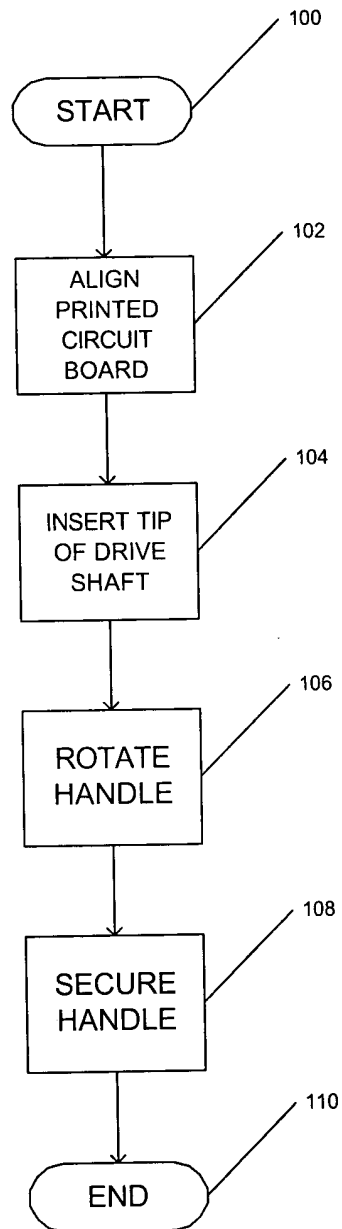 100
START
102
ALIGN
PRINTED
CIRCUIT
BOARD
104
INSERT TIP
OF DRIVE
SHAFT
106
ROTATE
HANDLE
108
SECURE
HANDLE
110
END